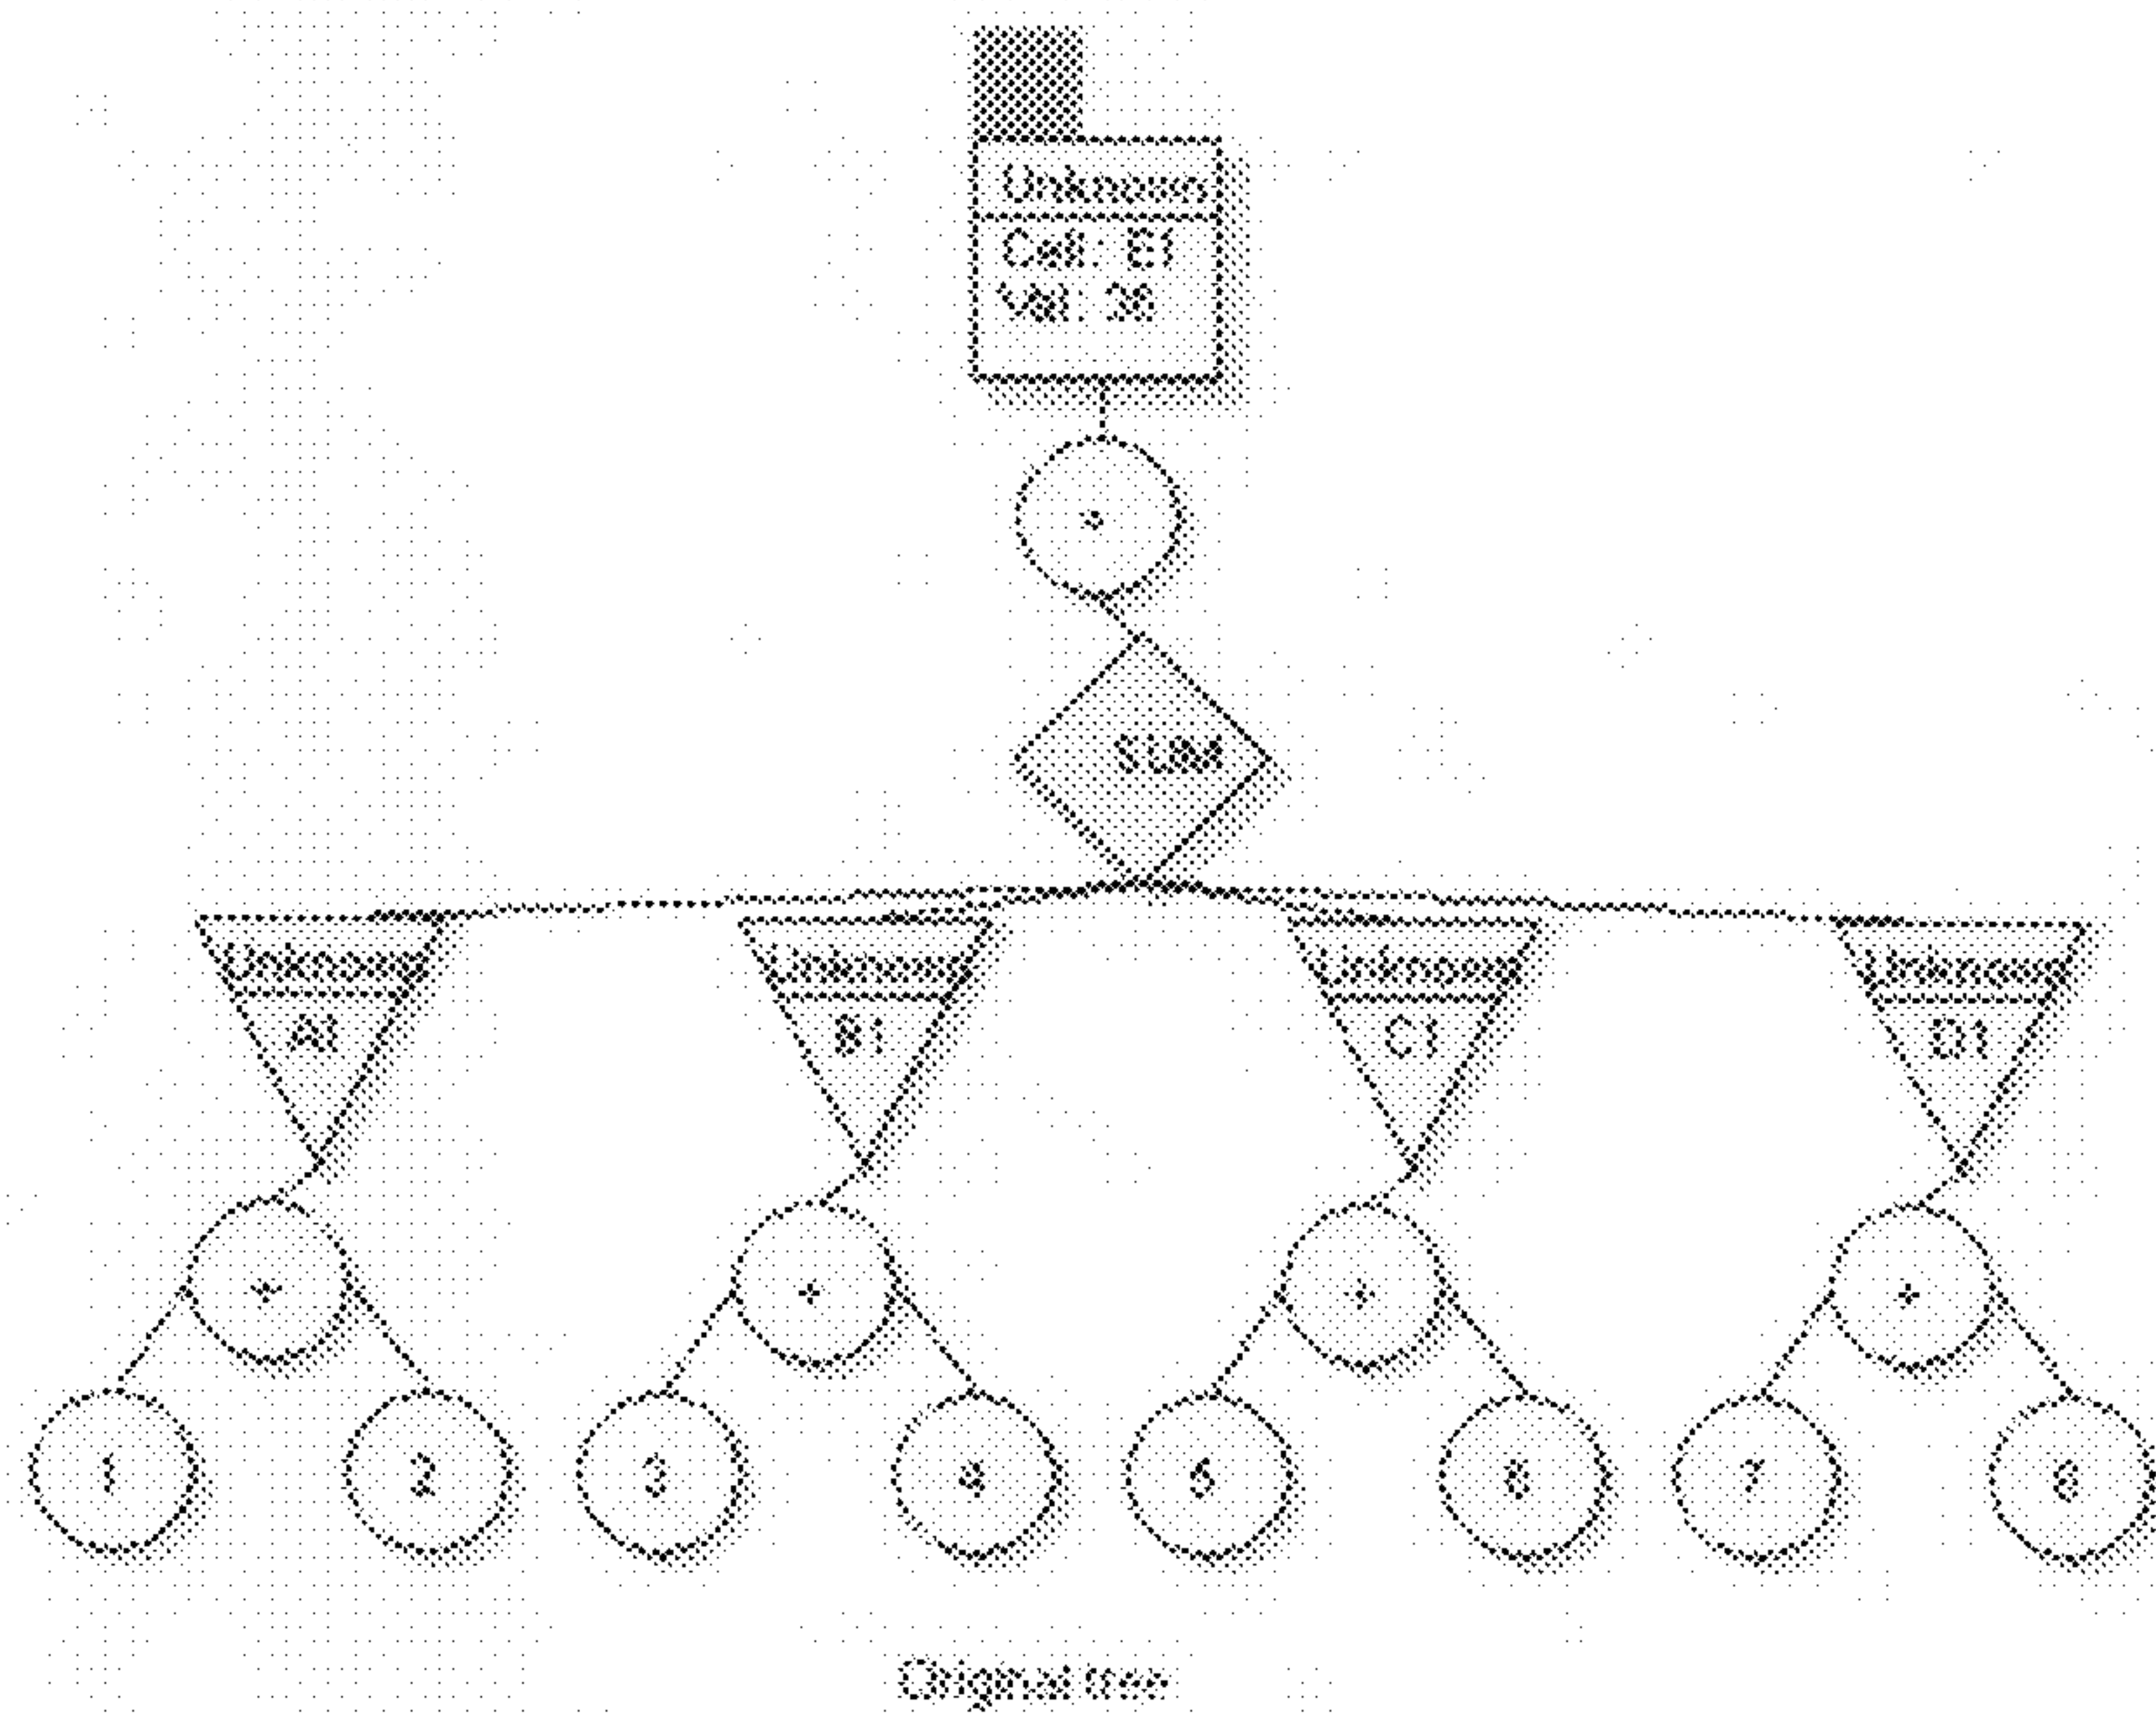 Unknown
Cell: E1
Val: 36
SUM
Unknown Unknown Unknown Unknown
A1 B1 C1 D1
+ + + +
1 2 3 4 5 6 7 8
Original tree